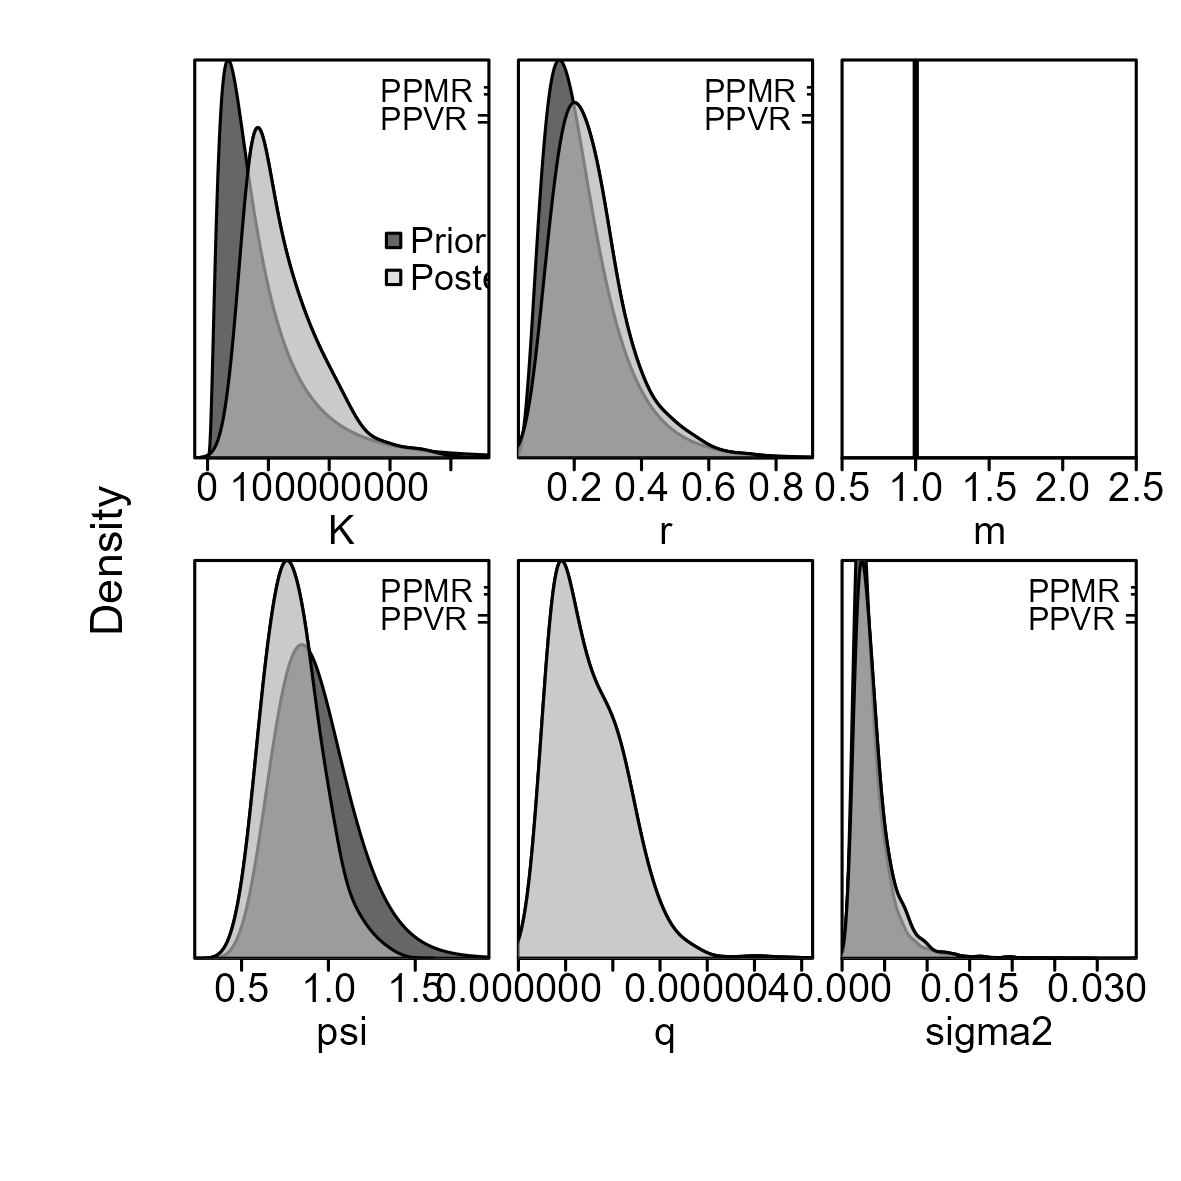 PPMR =
PPVR =
Prior
Poste
0 100000000
K
PPMR =
PPVR =
0.2 0.4 0.6 0.8
r
0.5 1.0 1.5 2.0 2.5
m
Density
PPMR =
PPVR =
0.5 1.0 1.5
psi
0.000000 0.000004
q
PPMR =
PPVR =
0.000 0.015 0.030
sigma2